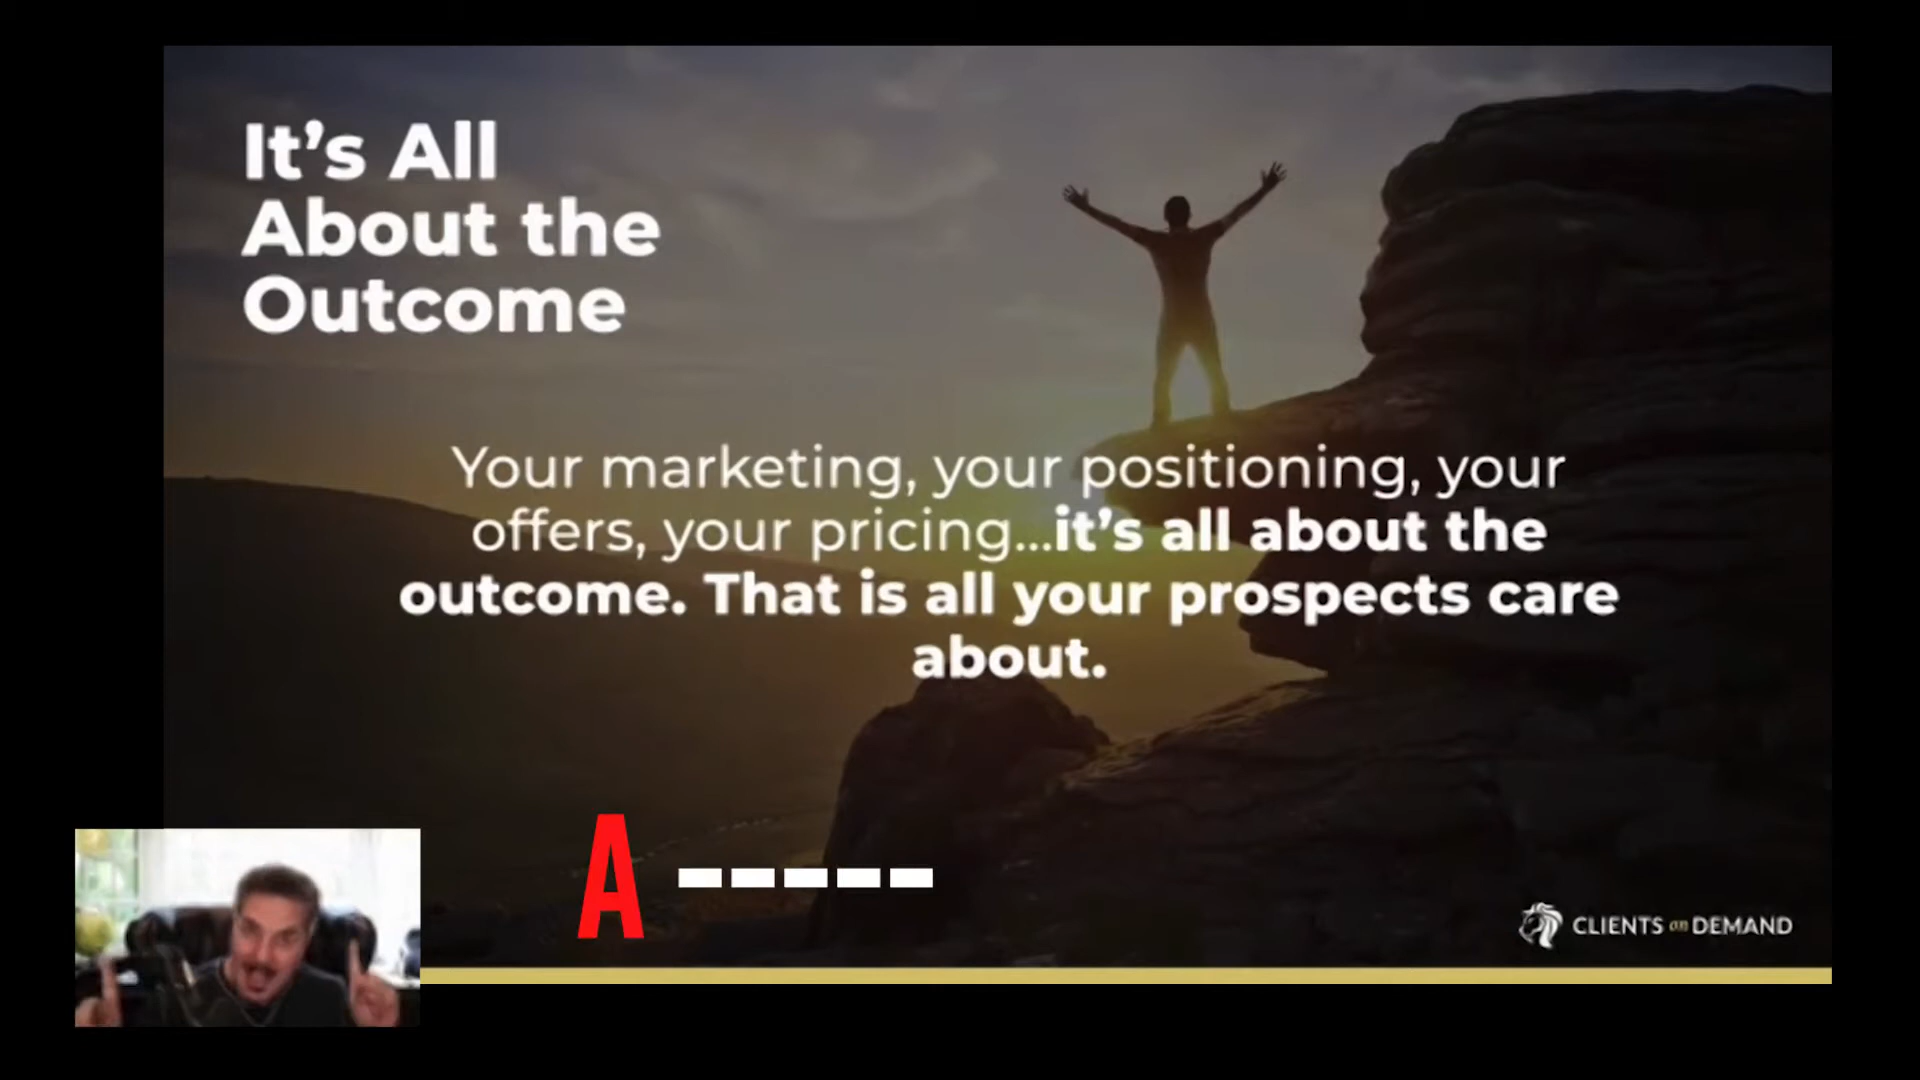 It's All
About the
Outcome
Your marketing, your positioning, your
offers, your pricing...it's all about the
outcome. That is all your prospects care
about.
A -----
CLIENTS on DEMAND